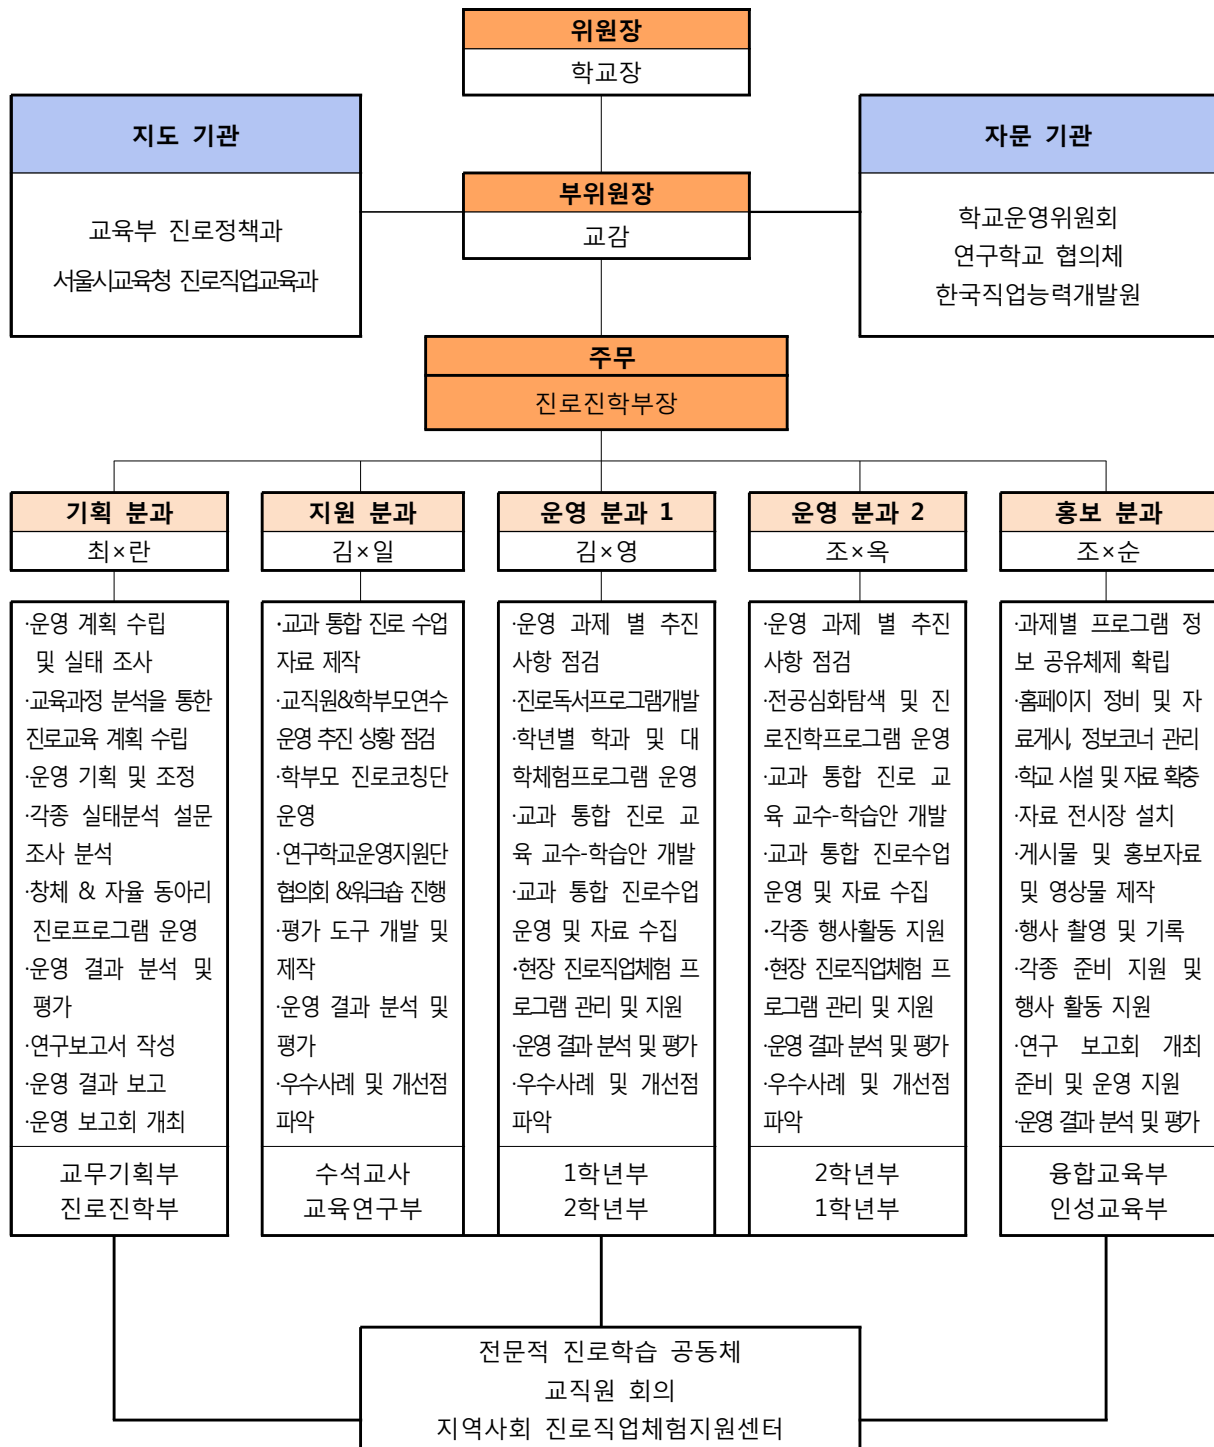 위원장
학교장
지도 기관
교육부 진로정책과
서울시교육청 진로직업교육과
자문 기관
학교운영위원회
연구학교 협의체
한국직업능력개발원
부위원장
교감
주무
진로진학부장
기획 분과
최×란
·운영 계획 수립
및 실태 조사
·교육과정 분석을 통한
진로교육 계획 수립
·운영 기획 및 조정
·각종 실태분석 설문
조사 분석
·창체 & 자율 동아리
진로프로그램 운영
·운영 결과 분석 및
평가
·연구보고서 작성
·운영 결과 보고
·운영 보고회 개최
교무기획부
진로진학부
지원 분과
김×일
·교과 통합 진로 수업
자료 제작
·교직원&학부모연수
운영 추진 상황 점검
·학부모 진로코칭단
운영
·연구학교운영지원단
협의회 &워크숍 진행
·평가 도구 개발 및
제작
·운영 결과 분석 및
평가
·우수사례 및 개선점
파악
수석교사
교육연구부
운영 분과 1
김×영
·운영 과제 별 추진
사항 점검
·진로독서프로그램개발
·학년별 학과 및 대
학체험프로그램 운영
·교과 통합 진로 교
육 교수-학습안 개발
·교과 통합 진로수업
운영 및 자료 수집
·현장 진로직업체험 프
로그램 관리 및 지원
·운영 결과 분석 및 평가
·우수사례 및 개선점
파악
1학년부
2학년부
운영 분과 2
조×옥
·운영 과제 별 추진
사항 점검
·전공심화탐색 및 진
로진학프로그램 운영
·교과 통합 진로 교
육 교수-학습안 개발
·교과 통합 진로수업
운영 및 자료 수집
·각종 행사활동 지원
·현장 진로직업체험 프
로그램 관리 및 지원
·운영 결과 분석 및 평가
·우수사례 및 개선점
파악
2학년부
1학년부
홍보 분과
조×순
·과제별 프로그램 정
보 공유체제 확립
·홈페이지 정비 및 자
료게시, 정보코너 관리
·학교 시설 및 자료 확충
·자료 전시장 설치
·게시물 및 홍보자료
및 영상물 제작
·행사 촬영 및 기록
·각종 준비 지원 및
행사 활동 지원
·연구 보고회 개최
준비 및 운영 지원
·운영 결과 분석 및 평가
융합교육부
인성교육부
전문적 진로학습 공동체
교직원 회의
지역사회 진로직업체험지원센터